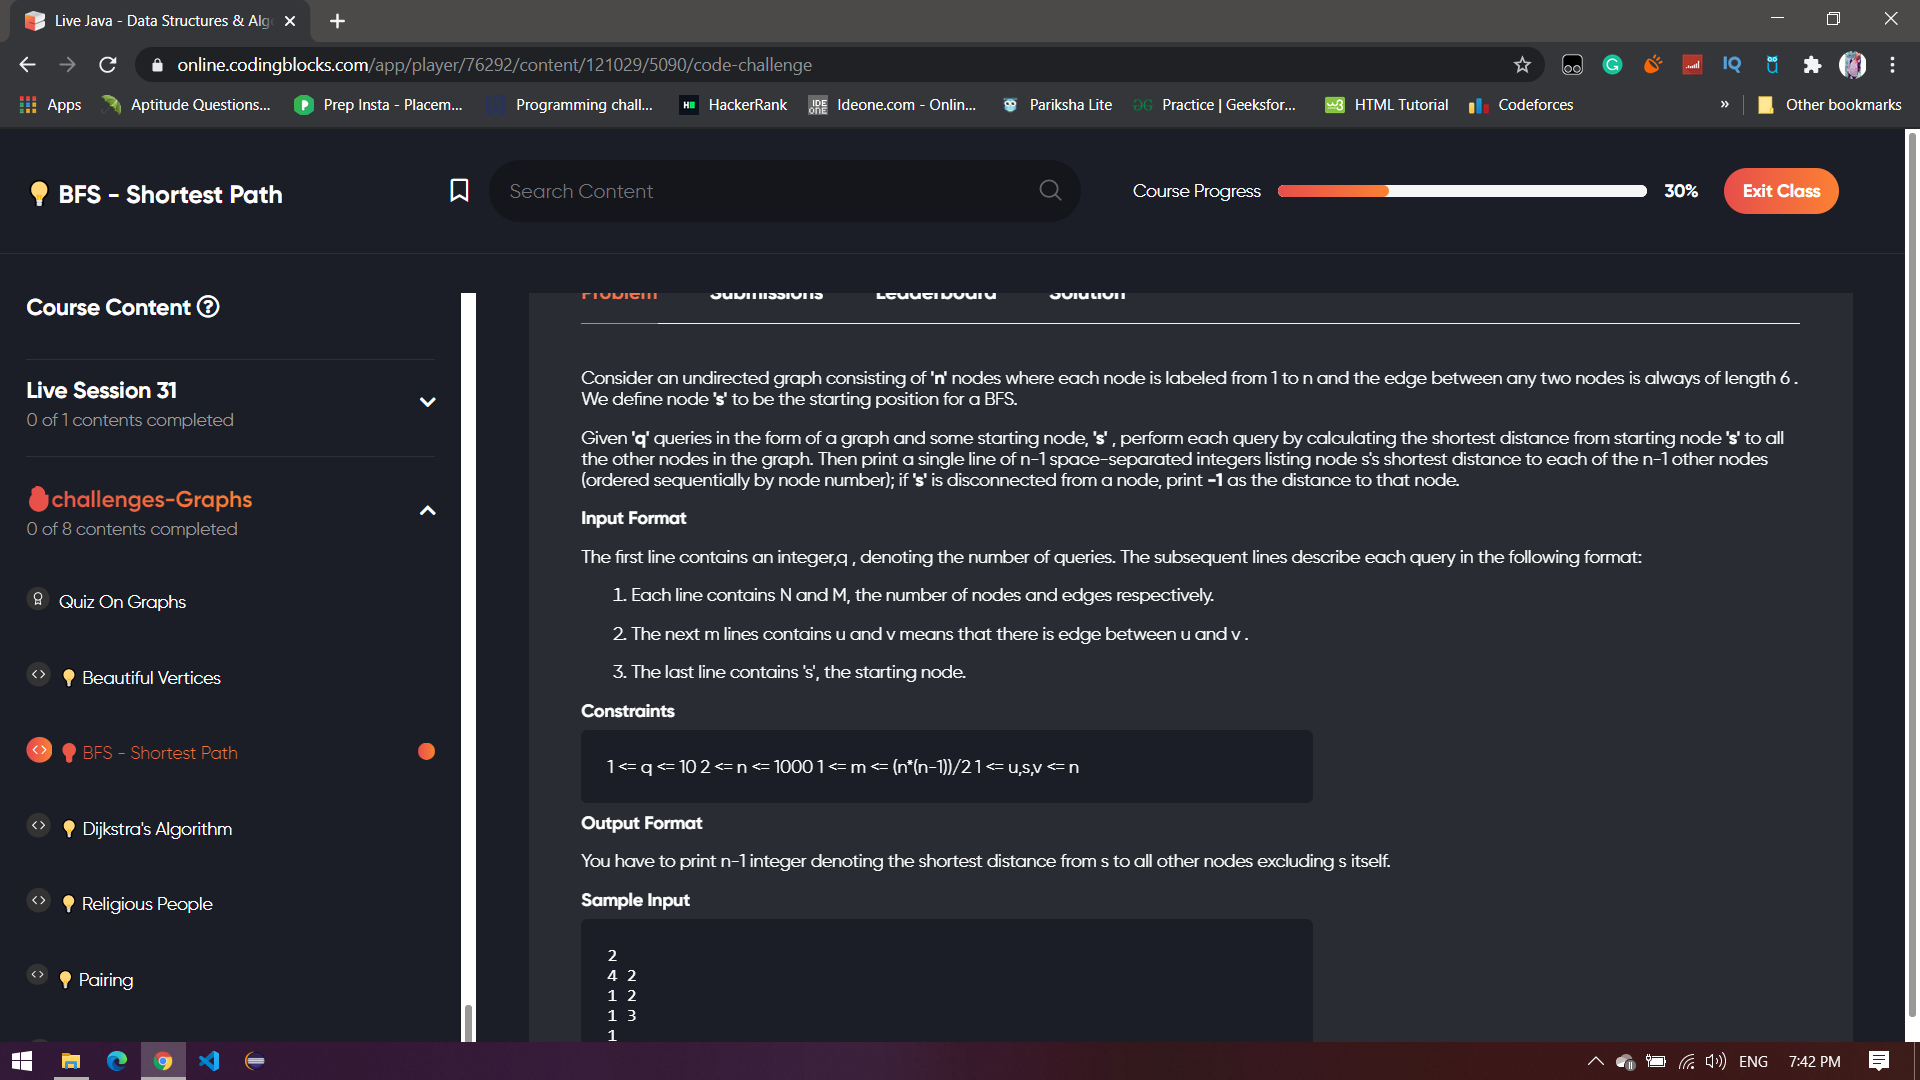 Live Java - Data Structures & Alg
online.codingblocks.com/app/player/76292/content/121029/5090/code-challenge
Apps
Aptitude Questions...
Prep Insta - Placem...
Programming chall...
HackerRank
Ideone.com - Onlin...
Pariksha Lite
Practice | Geeksfor...
HTML Tutorial
Codeforces
»
Other bookmarks
BFS - Shortest Path
Search Content
Course Progress
30%
Exit Class
Course Content
Live Session 31
0 of 1 contents completed
challenges-Graphs
0 of 8 contents completed
Quiz On Graphs
Beautiful Vertices
BFS - Shortest Path
Dijkstra's Algorithm
Religious People
Pairing
Problem
Submissions
Leaderboard
Solution
Consider an undirected graph consisting of 'n' nodes where each node is labeled from 1 to n and the edge between any two nodes is always of length 6 .
We define node 's' to be the starting position for a BFS.
Given 'q' queries in the form of a graph and some starting node, 's' , perform each query by calculating the shortest distance from starting node 's' to all
the other nodes in the graph. Then print a single line of n-1 space-separated integers listing node s's shortest distance to each of the n-1 other nodes
(ordered sequentially by node number); if 's' is disconnected from a node, print -1 as the distance to that node.
Input Format
The first line contains an integer,q , denoting the number of queries. The subsequent lines describe each query in the following format:
1. Each line contains N and M, the number of nodes and edges respectively.
2. The next m lines contains u and v means that there is edge between u and v .
3. The last line contains 's', the starting node.
Constraints
1 <= q <= 10 2 <= n <= 1000 1 <= m <= (n*(n-1))/2 1 <= u,s,v <= n
Output Format
You have to print n-1 integer denoting the shortest distance from s to all other nodes excluding s itself.
Sample Input
2
4 2
1 2
1 3
1
ENG
7:42 PM